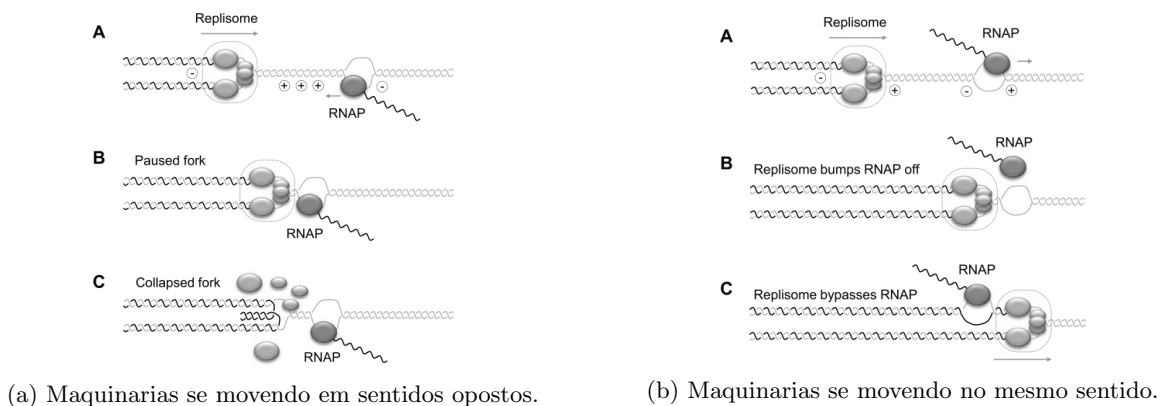 Replisome
A
- + + + -
RNAP
B Paused fork
RNAP
C Collapsed fork
RNAP
(a) Maquinarias se movendo em sentidos opostos.
Replisome
RNAP
A
- + - +
RNAP
B Replisome bumps RNAP off
RNAP
C Replisome bypasses RNAP
(b) Maquinarias se movendo no mesmo sentido.